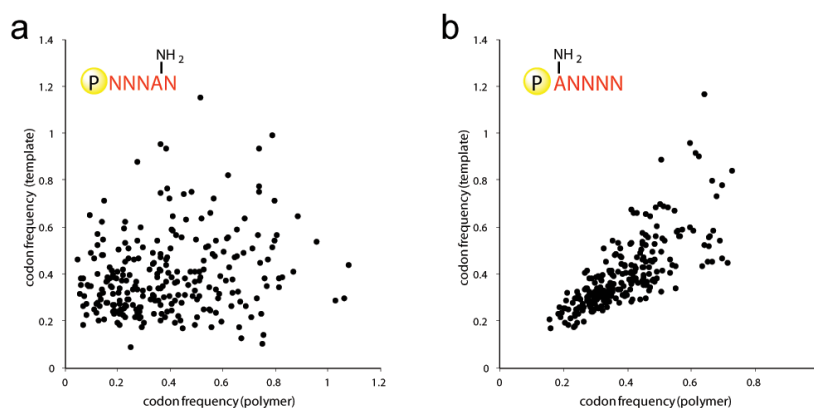 a
NH2
P NNNAN
codon frequency (template)
1.4
1.2
1
0.8
0.6
0.4
0.2
0
0 0.2 0.4 0.6 0.8 1 1.2
codon frequency (polymer)
b
NH2
P ANNNN
codon frequency (template)
1.4
1.2
1
0.8
0.6
0.4
0.2
0
0 0.2 0.4 0.6 0.8
codon frequency (polymer)